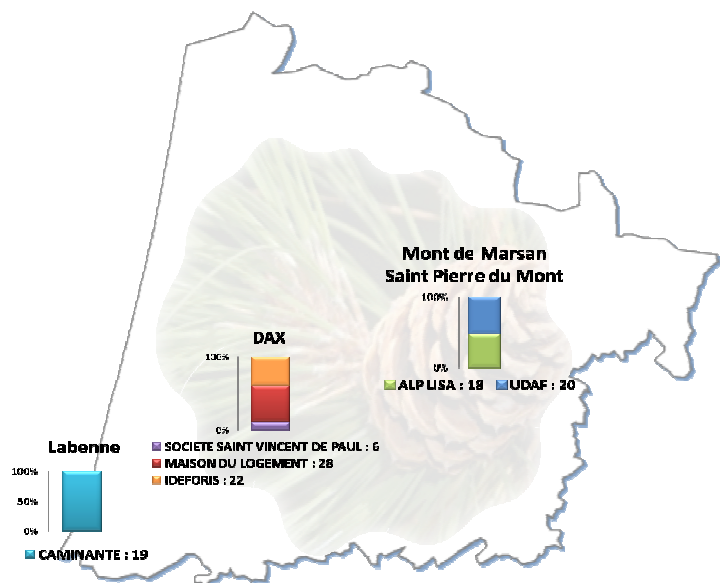 Mont de Marsan
Saint Pierre du Mont
100%
0%
ALP LISA : 18 UDAF : 20
DAX
100%
0%
SOCIETE SAINT VINCENT DE PAUL : 6
MAISON DU LOGEMENT : 28
IDEFORIS : 22
Labenne
100%
50%
0%
CAMINANTE : 19